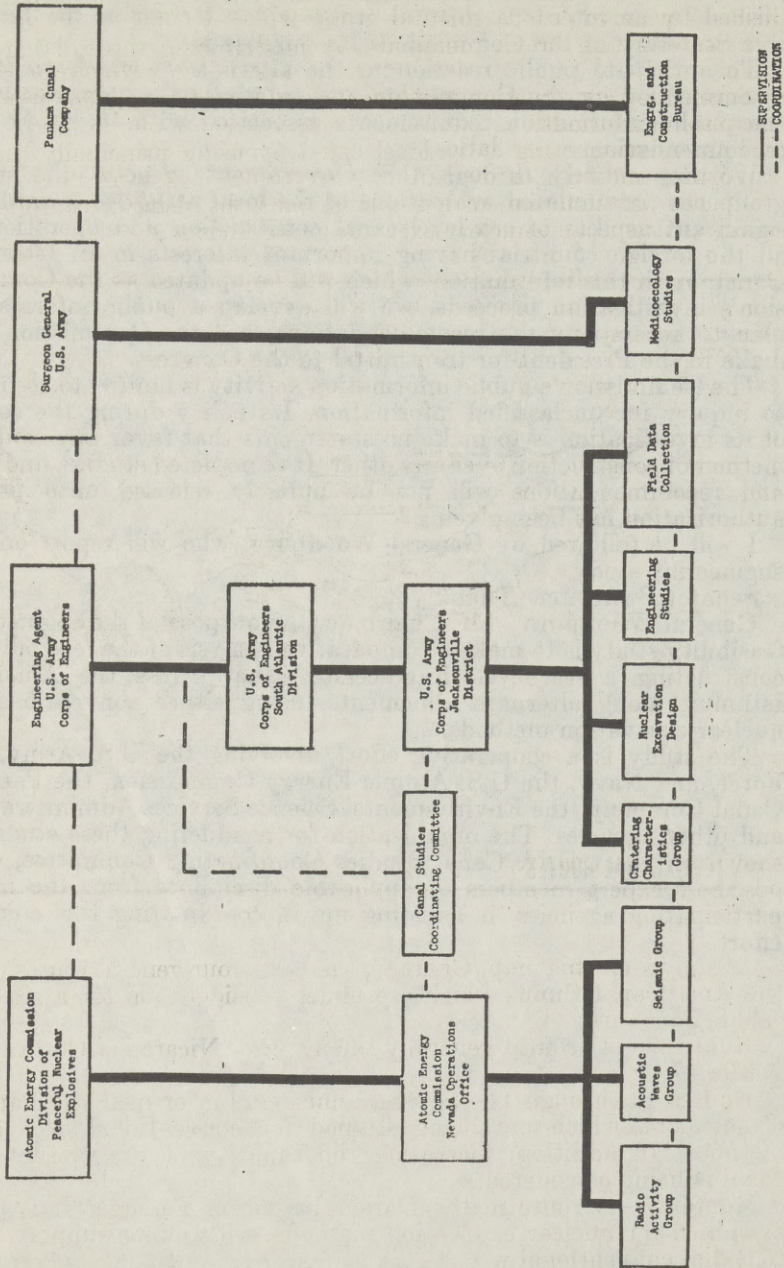 Atomic Energy Commission
Division of
Peaceful Nuclear
Explosives
Engineering Agent
U.S. Army
Corps of Engineers
Surgeon General
U.S. Army
Panama Canal
Company
U.S. Army
Corps of Engineers
South Atlantic
Division
Atomic Energy
Commission
Nevada Operations
Office
Canal Studies
Coordinating Committee
U.S. Army
Corps of Engineers
Jacksonville
District
Radio
Activity
Group
Acoustic
Waves
Group
Seismic Group
Cratering
Character-
istics
Group
Nuclear
Excavation
Design
Engineering
Studies
Field Data
Collection
Medicoecology
Studies
Engrg. and
Construction
Bureau
SUPERVISION
COORDINATION